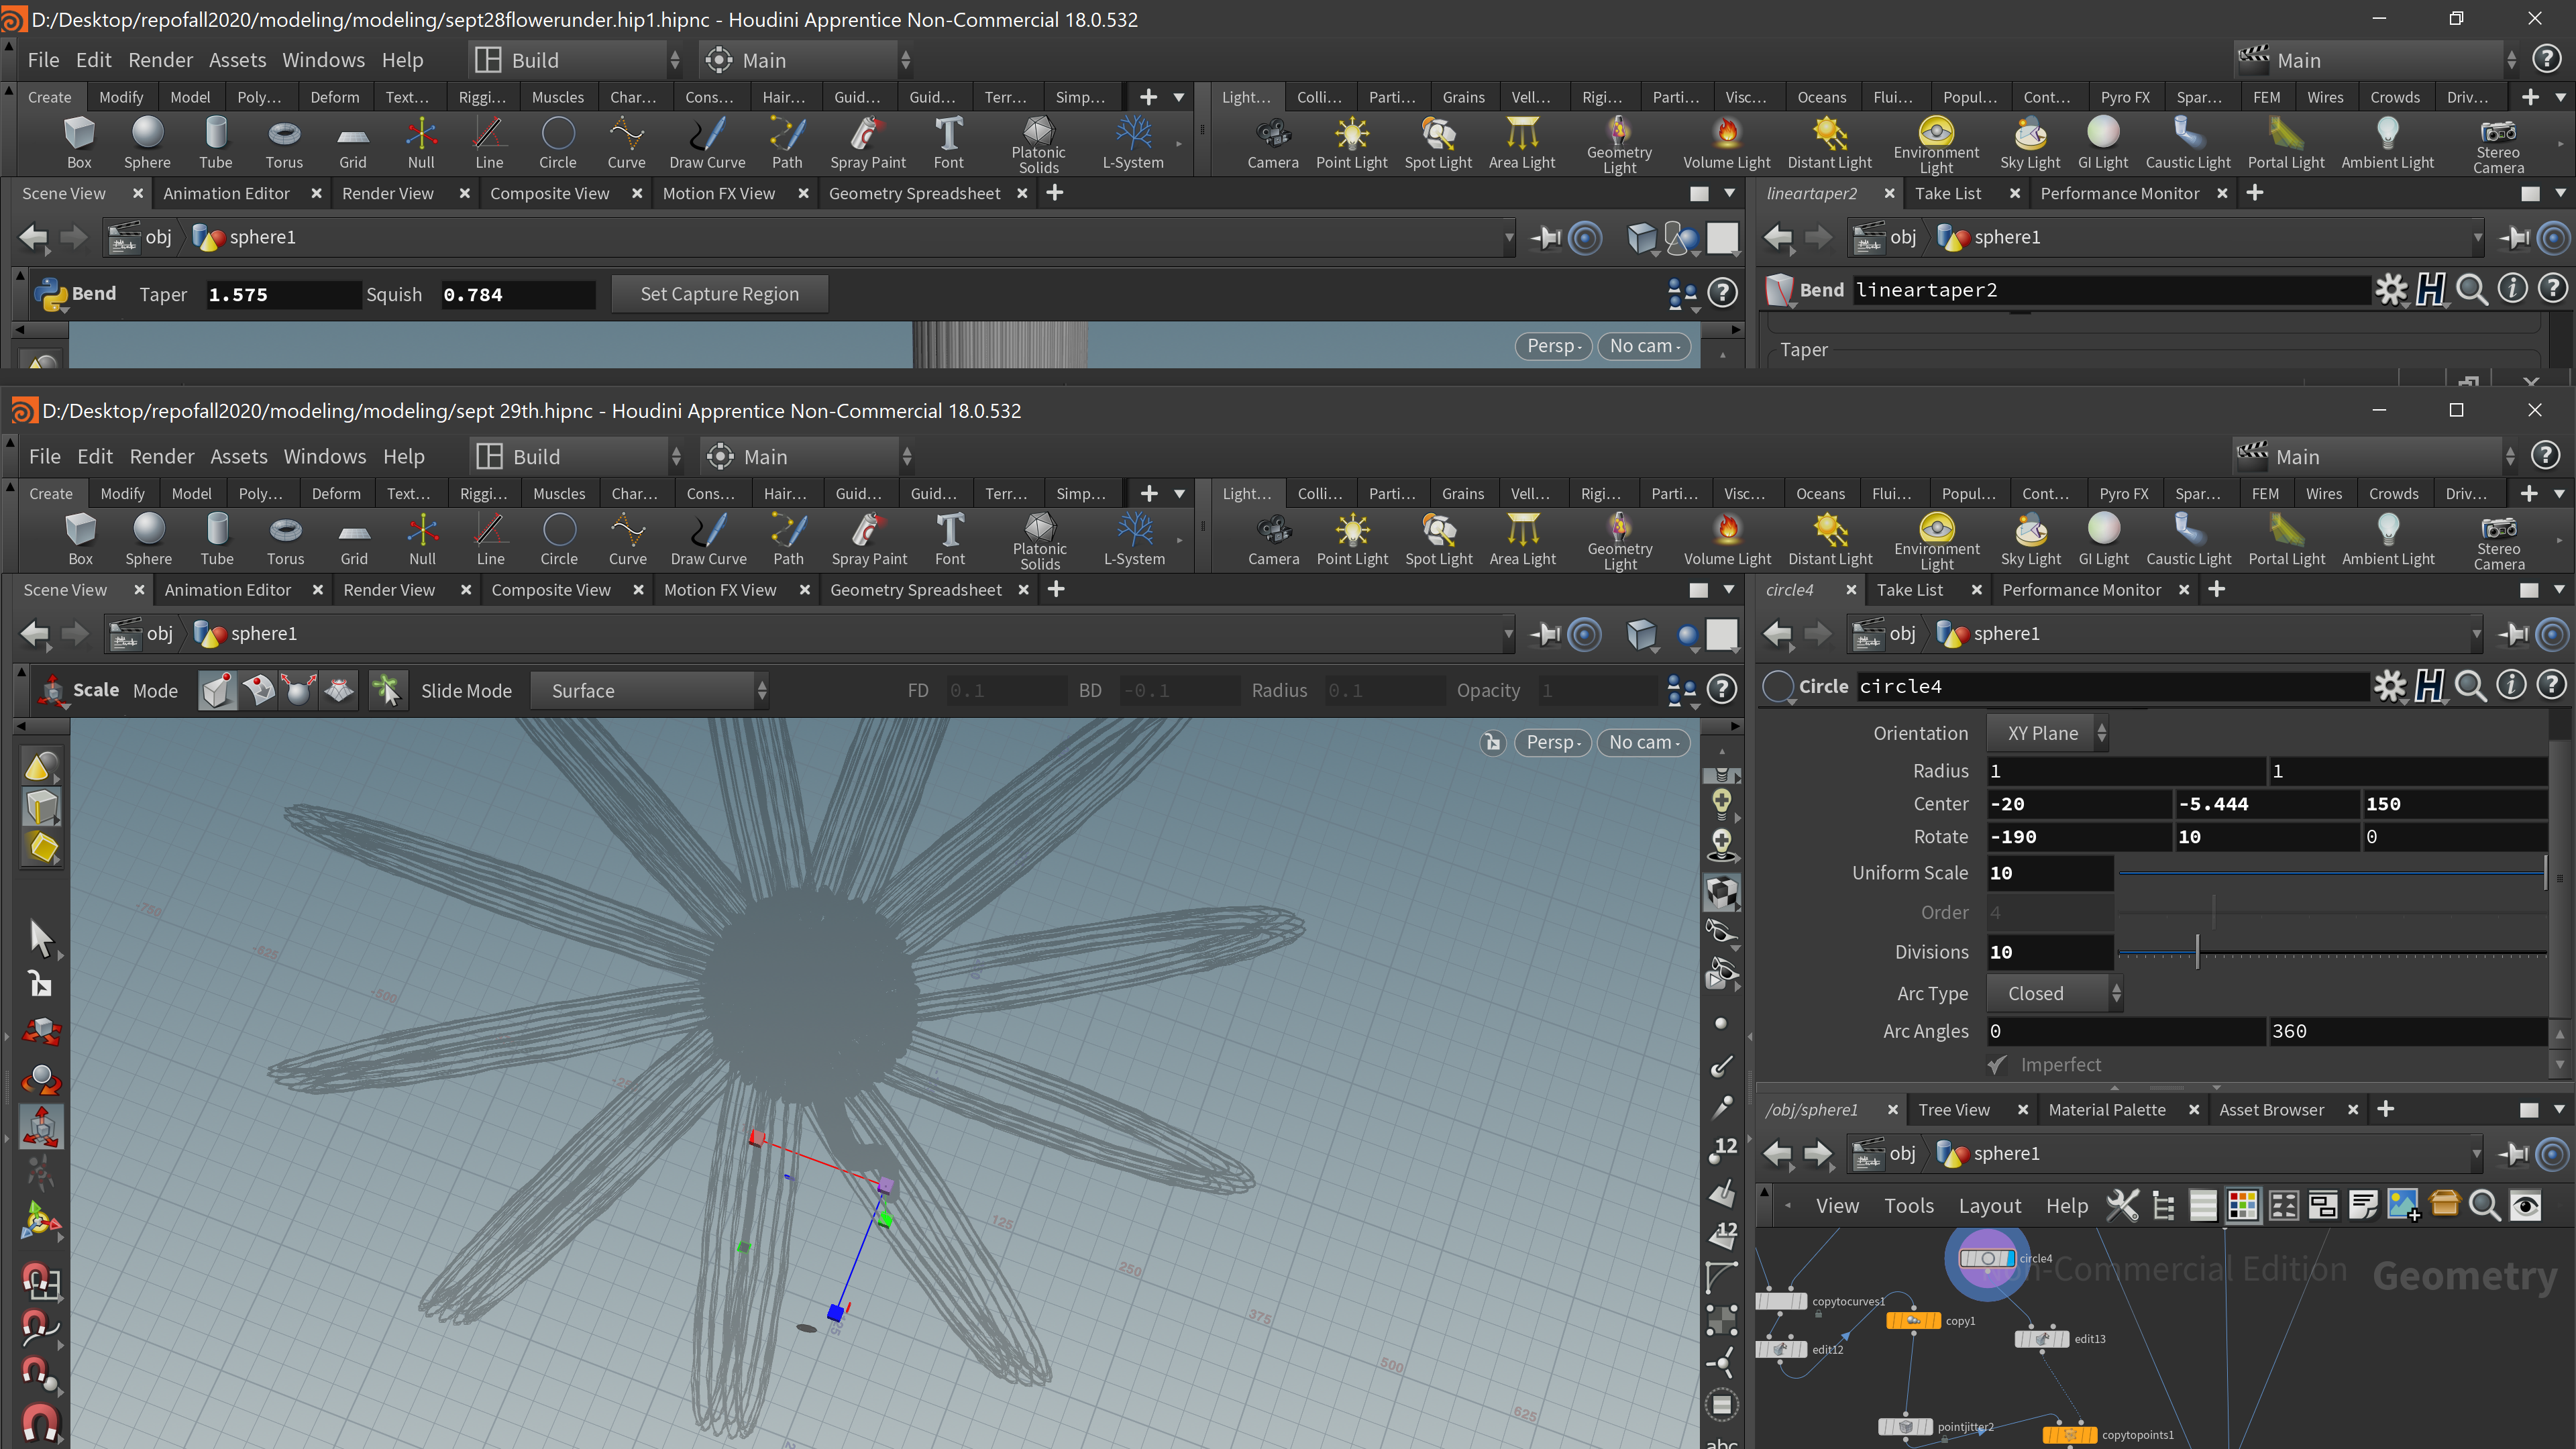 D:/Desktop/repofall2020/modeling/modeling/sept28flowerunder.hip1.hipnc - Houdini Apprentice Non-Commercial 18.0.532
File Edit Render Assets Windows Help Build Main Main
Create Modify Model Poly... Deform Text... Riggi... Muscles Char... Cons... Hair... Guid... Guid... Terr... Simp... Light... Colli... Parti... Grains Vell... Rigi... Parti... Visc... Oceans Flui... Popul... Cont... Pyro FX Spar... FEM Wires Crowds Driv...
Box Sphere Tube Torus Grid Null Line Circle Curve Draw Curve Path Spray Paint Font Platonic Solids L-System Camera Point Light Spot Light Area Light Geometry Light Volume Light Distant Light Environment Light Sky Light GI Light Caustic Light Portal Light Ambient Light Stereo Camera
Scene View Animation Editor Render View Composite View Motion FX View Geometry Spreadsheet lineartaper2 Take List Performance Monitor
obj sphere1 obj sphere1
Bend Taper 1.575 Squish 0.784 Set Capture Region Bend lineartaper2
Persp No cam Taper
D:/Desktop/repofall2020/modeling/modeling/sept 29th.hipnc - Houdini Apprentice Non-Commercial 18.0.532
File Edit Render Assets Windows Help Build Main Main
Create Modify Model Poly... Deform Text... Riggi... Muscles Char... Cons... Hair... Guid... Guid... Terr... Simp... Light... Colli... Parti... Grains Vell... Rigi... Parti... Visc... Oceans Flui... Popul... Cont... Pyro FX Spar... FEM Wires Crowds Driv...
Box Sphere Tube Torus Grid Null Line Circle Curve Draw Curve Path Spray Paint Font Platonic Solids L-System Camera Point Light Spot Light Area Light Geometry Light Volume Light Distant Light Environment Light Sky Light GI Light Caustic Light Portal Light Ambient Light Stereo Camera
Scene View Animation Editor Render View Composite View Motion FX View Geometry Spreadsheet circle4 Take List Performance Monitor
obj sphere1 obj sphere1
Scale Mode Slide Mode Surface FD 0.1 BD -0.1 Radius 0.1 Opacity 1 Circle circle4
Persp No cam
Orientation XY Plane
Radius 1 1
Center -20 -5.444 150
Rotate -190 10 0
Uniform Scale 10
Order 4
Divisions 10
Arc Type Closed
Arc Angles 0 360
Imperfect
-750
-625
-500
125
250
375
500
625
12
12
abc
/obj/sphere1 Tree View Material Palette Asset Browser
obj sphere1
View Tools Layout Help
circle4
Non-Commercial Edition Geometry
copytocurves1
copy1
edit13
edit12
pointjitter2
copytopoints1